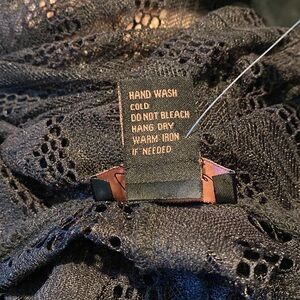 HAND WASH
COLD
DO NOT BLEACH
HANG DRY
WARM IRON
IF NEEDED